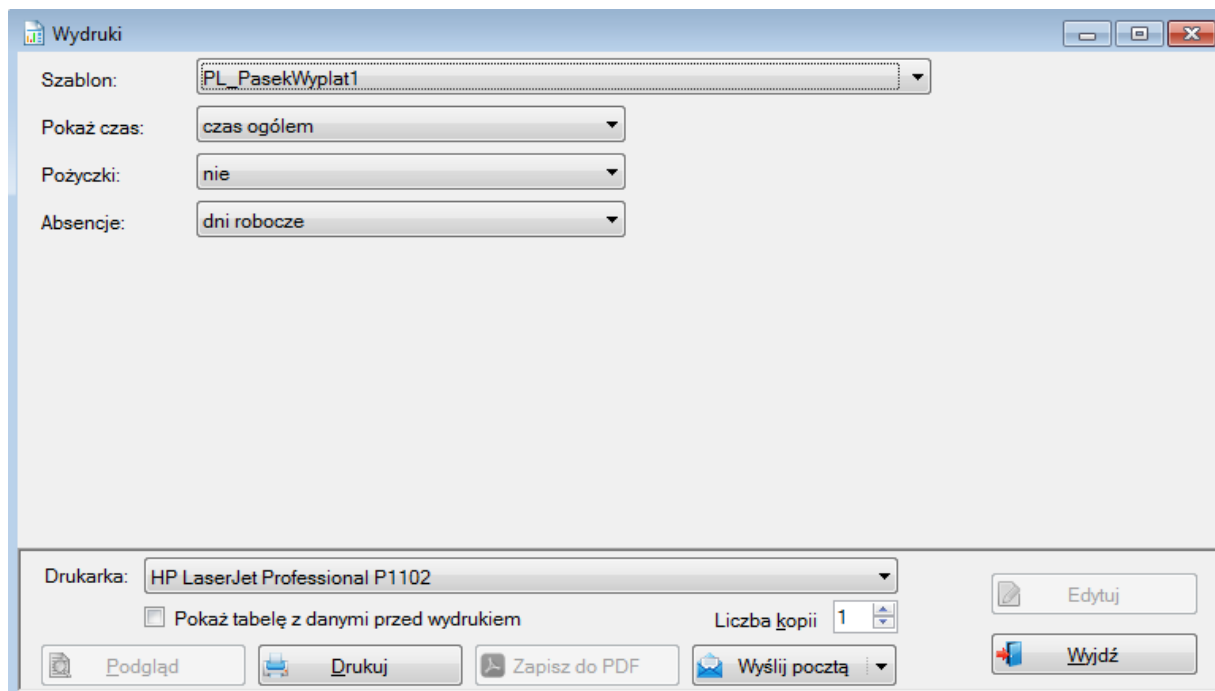 Wydruki
Szablon: PL_PasekWyplat1
Pokaż czas: czas ogółem
Pożyczki: nie
Absencje: dni robocze
Drukarka: HP LaserJet Professional P1102
Pokaż tabelę z danymi przed wydrukiem Liczba kopii 1
Edytuj
Podgląd Drukuj Zapisz do PDF Wyślij pocztą Wyjdź